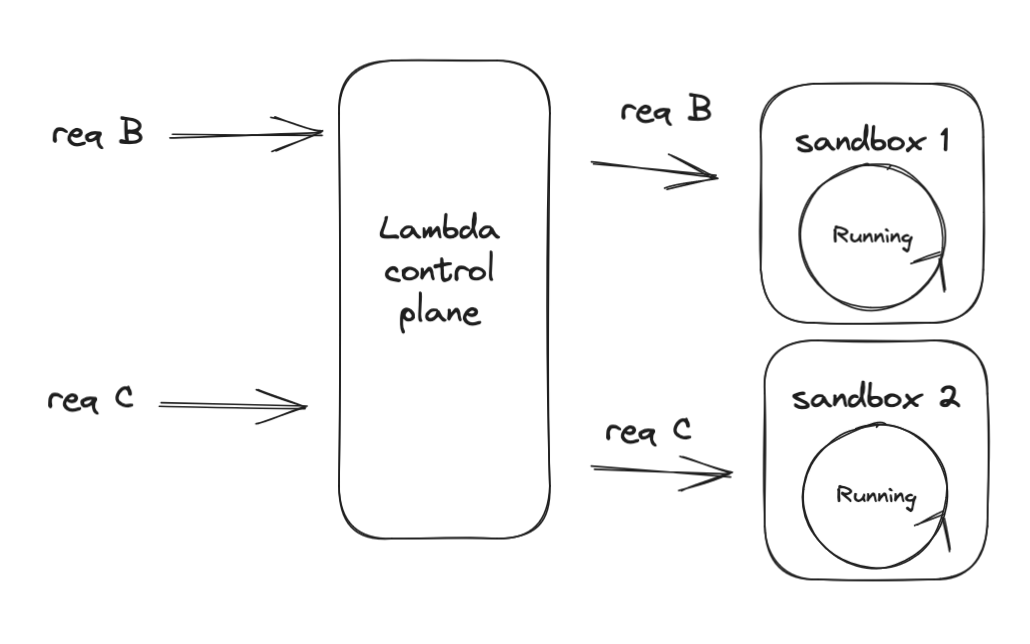 req B
req C
Lambda
control
plane
req B
req C
sandbox 1
Running
sandbox 2
Running